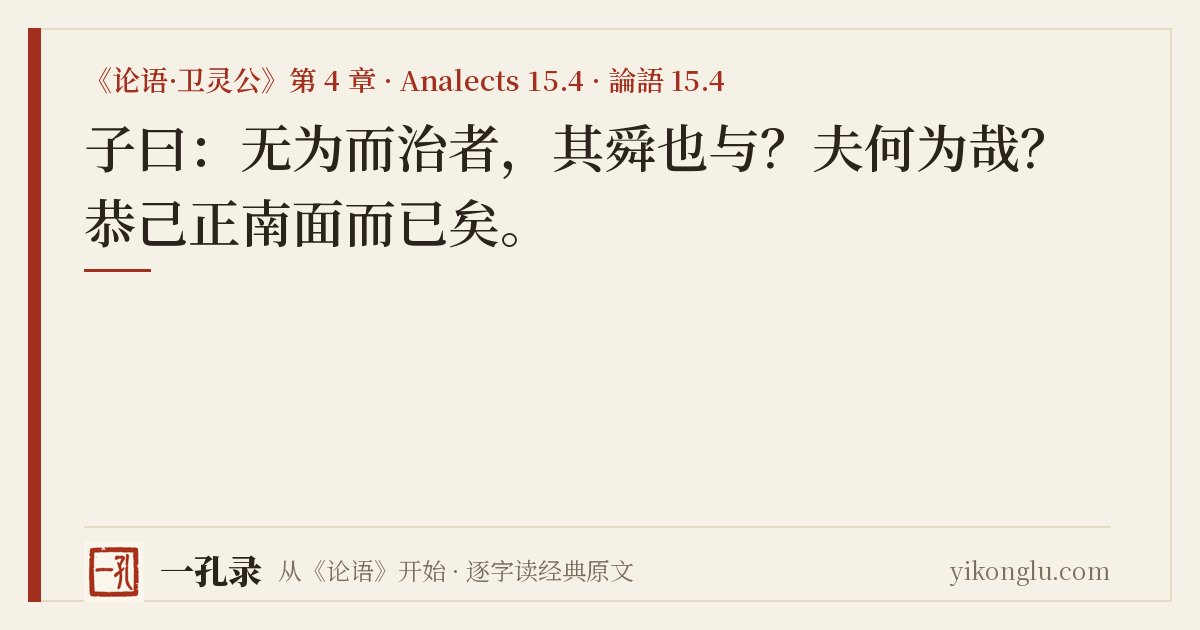 《论语·卫灵公》第 4 章 · Analects 15.4 · 論語 15.4
子曰：无为而治者，其舜也与？夫何为哉？
恭己正南面而已矣。
一孔
一孔录 从《论语》开始 · 逐字读经典原文 yikonglu.com